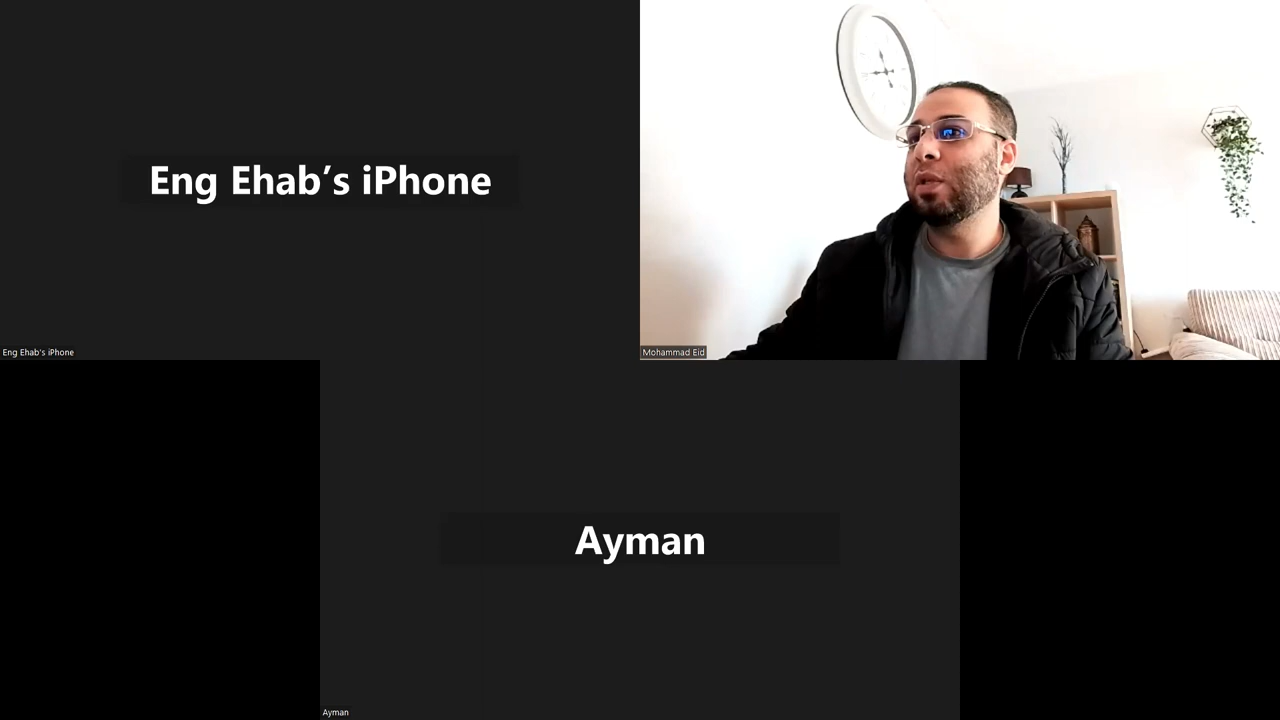 Eng Ehab’s iPhone
Eng Ehab's iPhone
Mohammad Eid
Ayman
Ayman